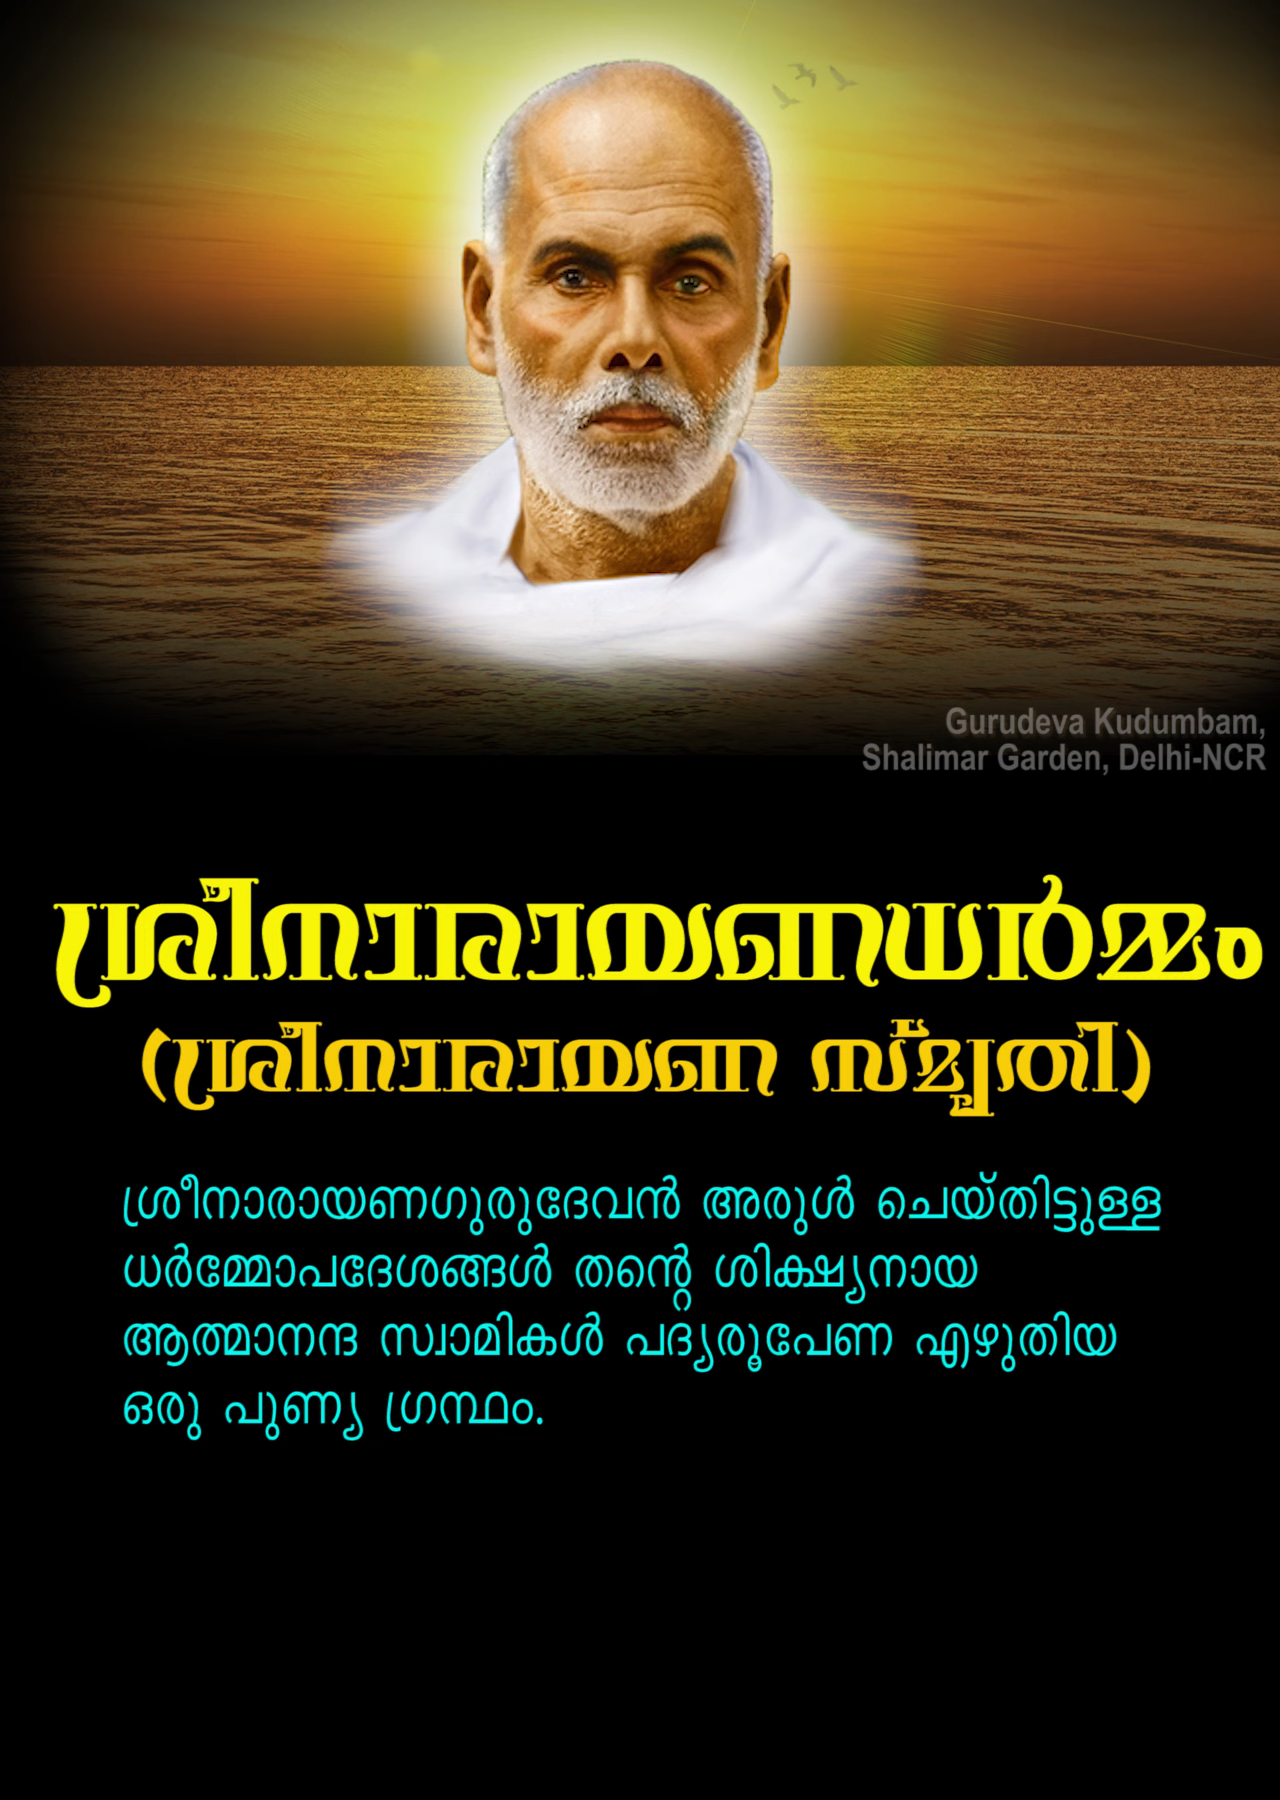 Gurudeva Kudumbam,
Shalimar Garden, Delhi-NCR
ശ്രീനാരായണധർമ്മം
(ശ്രീനാരായണ സ്മൃതി)
ശ്രീനാരായണഗുരുദേവൻ അരുൾ ചെയ്തിട്ടുള്ള
ധർമ്മോപദേശങ്ങൾ തന്റെ ശിക്ഷ്യനായ
ആത്മാനന്ദ സ്വാമികൾ പദ്യരൂപേണ എഴുതിയ
ഒരു പുണ്യ ഗ്രന്ഥം.